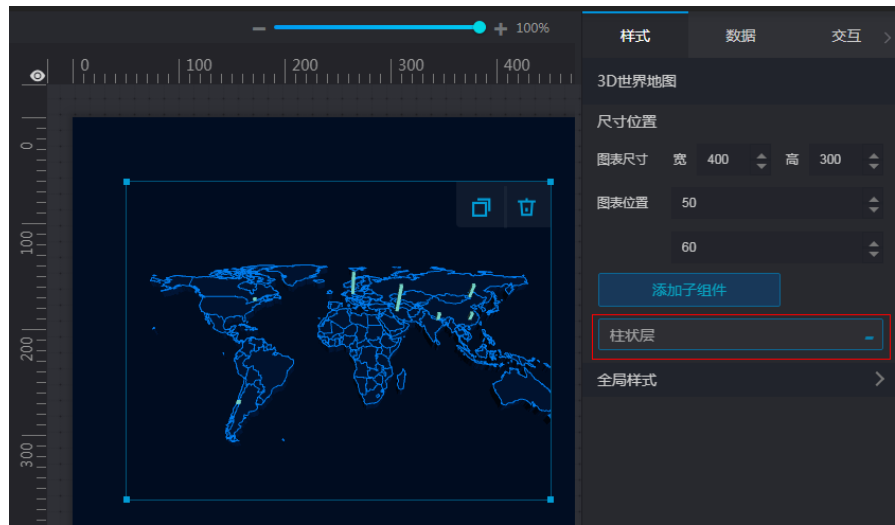 100%
样式 数据 交互
0 100 200 300 400
3D世界地图
尺寸位置
图表尺寸 宽 400 高 300
图表位置 50
60
添加子组件
柱状层
全局样式
0
100
200
300